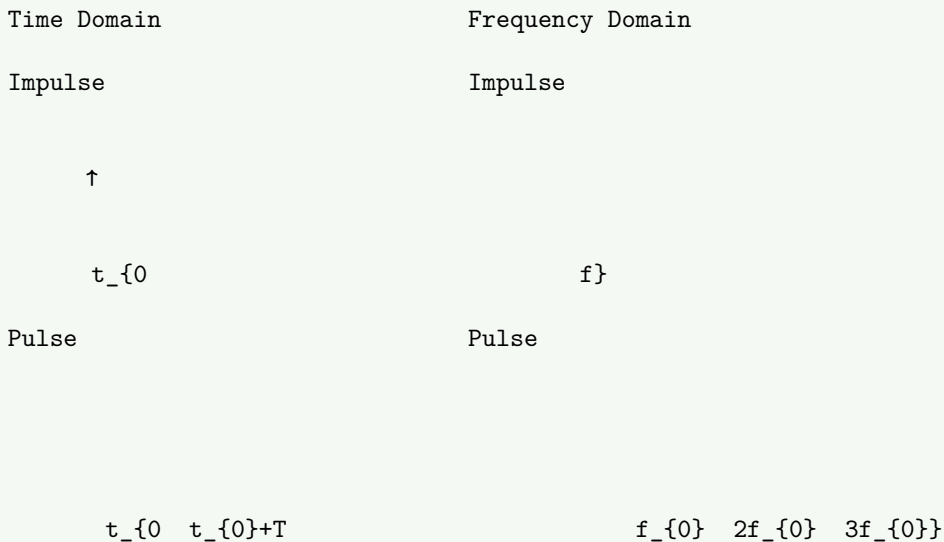 Time Domain Frequency Domain
Impulse Impulse
↑
t_{0 f}
Pulse Pulse
t_{0 t_{0}+T f_{0} 2f_{0} 3f_{0}}